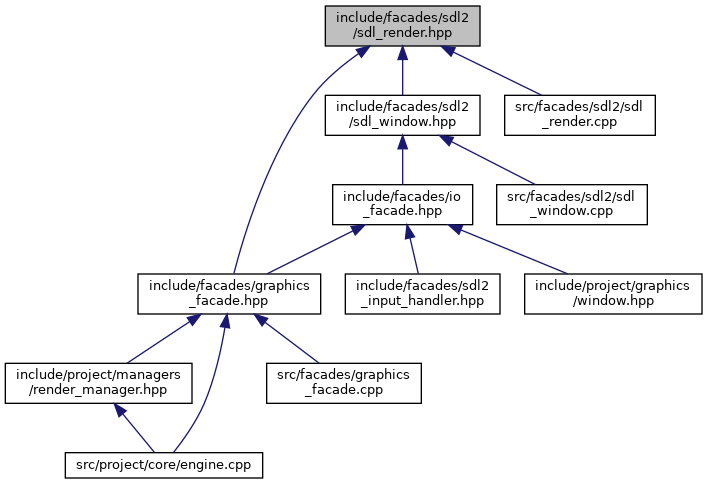 include/facades/sdl2
/sdl_render.hpp
include/facades/sdl2
/sdl_window.hpp
src/facades/sdl2/sdl
_render.cpp
include/facades/io
_facade.hpp
src/facades/sdl2/sdl
_window.cpp
include/facades/graphics
_facade.hpp
include/facades/sdl2
_input_handler.hpp
include/project/graphics
/window.hpp
include/project/managers
/render_manager.hpp
src/facades/graphics
_facade.cpp
src/project/core/engine.cpp